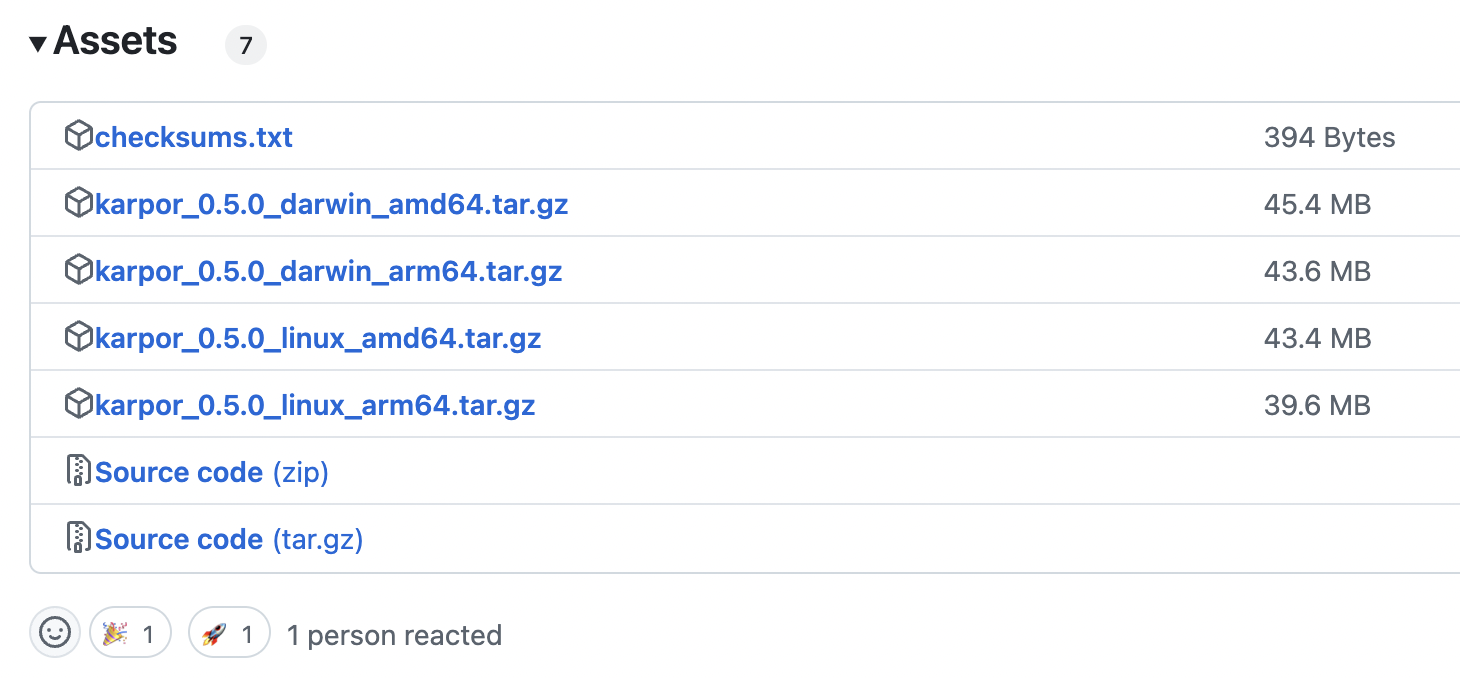 Assets 7
checksums.txt 394 Bytes
karpor_0.5.0_darwin_amd64.tar.gz 45.4 MB
karpor_0.5.0_darwin_arm64.tar.gz 43.6 MB
karpor_0.5.0_linux_amd64.tar.gz 43.4 MB
karpor_0.5.0_linux_arm64.tar.gz 39.6 MB
Source code (zip)
Source code (tar.gz)
1 1 1 person reacted